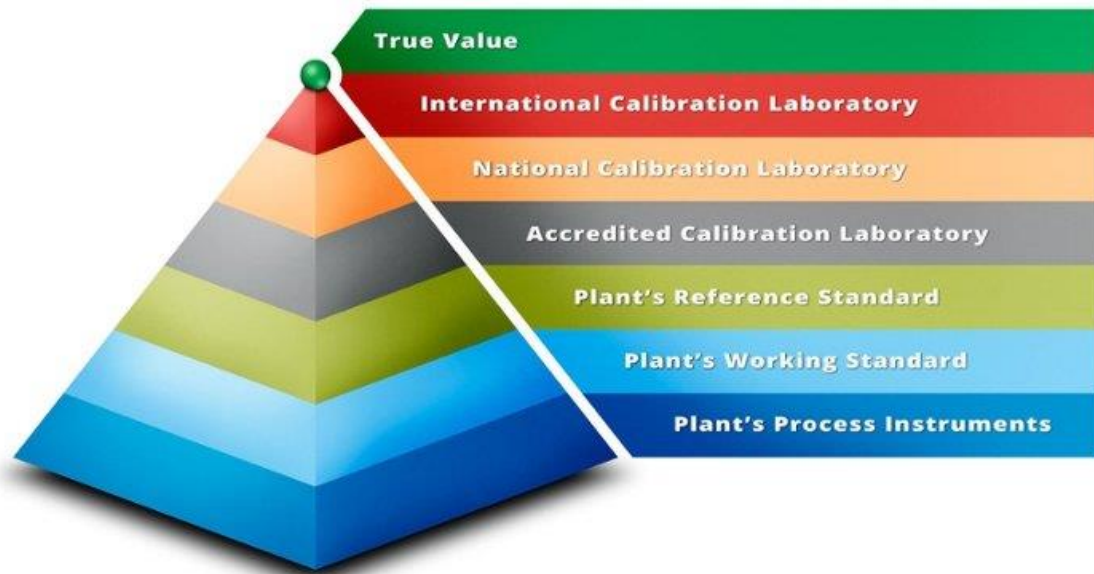 True Value
International Calibration Laboratory
National Calibration Laboratory
Accredited Calibration Laboratory
Plant’s Reference Standard
Plant’s Working Standard
Plant’s Process Instruments